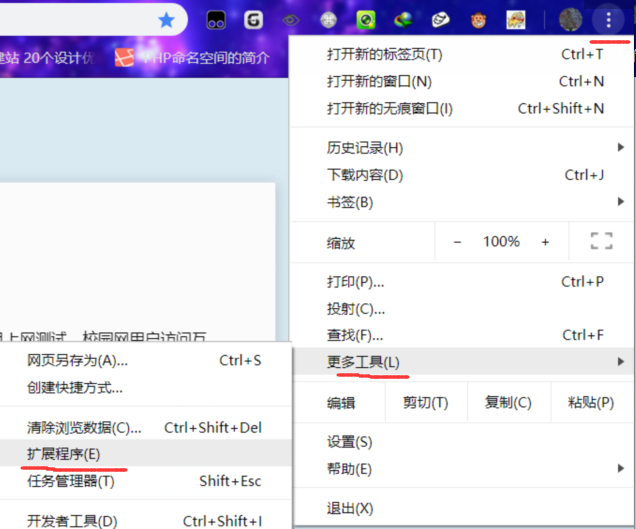 建站 20个设计优
PHP命名空间的简介
打开新的标签页(T) Ctrl+T
打开新的窗口(N) Ctrl+N
打开新的无痕窗口(I) Ctrl+Shift+N
历史记录(H)
下载内容(D) Ctrl+J
书签(B)
缩放 − 100% +
打印(P)... Ctrl+P
投射(C)...
查找(F)... Ctrl+F
更多工具(L)
编辑 剪切(T) 复制(C) 粘贴(P)
设置(S)
帮助(E)
退出(X)
上网测试，校园网用户访问互
网页另存为(A)... Ctrl+S
创建快捷方式...
清除浏览数据(C)... Ctrl+Shift+Del
扩展程序(E)
任务管理器(T) Shift+Esc
开发者工具(D) Ctrl+Shift+I